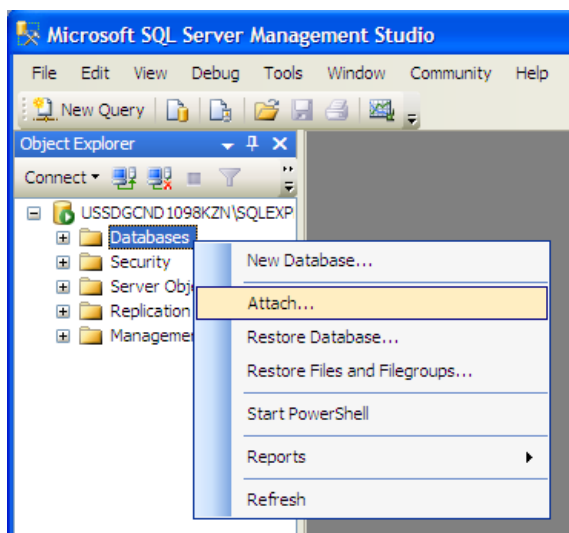 Microsoft SQL Server Management Studio
File Edit View Debug Tools Window Community Help
New Query
Object Explorer
Connect
USSDGCND1098KZN\SQLEXP
Databases
Security
Server Obj
Replication
Managemen
New Database...
Attach...
Restore Database...
Restore Files and Filegroups...
Start PowerShell
Reports
Refresh